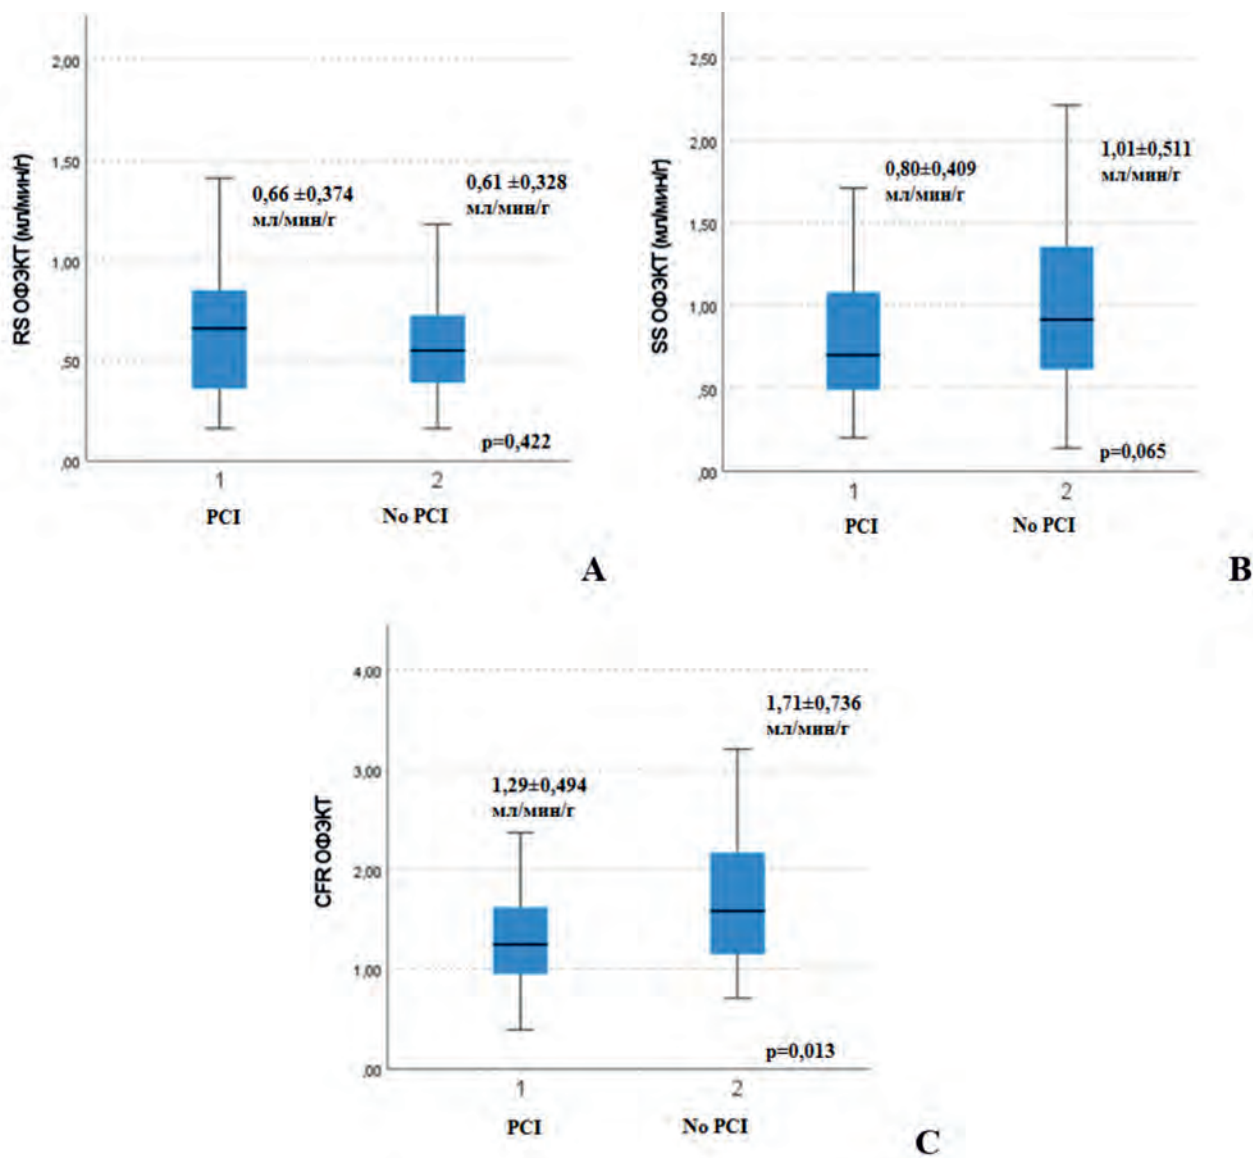 2,00
1,50
1,00
,50
,00
RS ОФЭКТ (мл/мин/г)
0,66 ±0,374
мл/мин/г
0,61 ±0,328
мл/мин/г
p=0,422
1
2
PCI
No PCI
A
2,50
2,00
1,50
1,00
,50
,00
SS ОФЭКТ (мл/мин/г)
0,80±0,409
мл/мин/г
1,01±0,511
мл/мин/г
p=0,065
1
2
PCI
No PCI
B
4,00
3,00
2,00
1,00
,00
CFR ОФЭКТ
1,29±0,494
мл/мин/г
1,71±0,736
мл/мин/г
p=0,013
1
2
PCI
No PCI
C